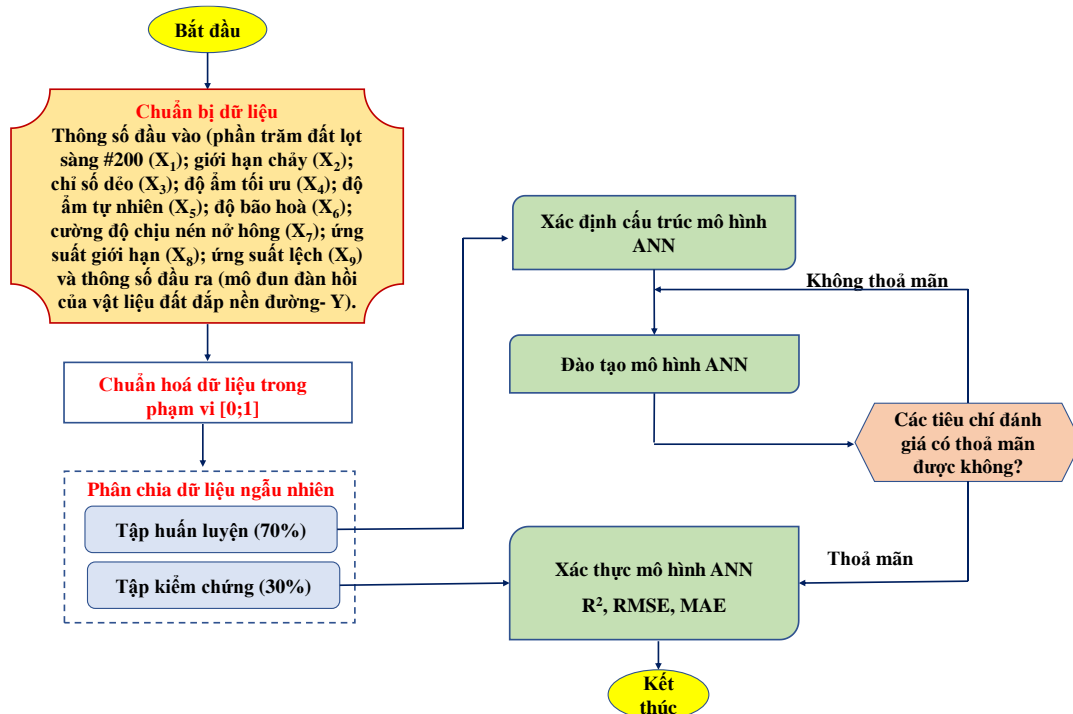 Bắt đầu
Chuẩn bị dữ liệu
Thông số đầu vào (phần trăm đất lọt
sàng #200 (X₁); giới hạn chảy (X₂);
chỉ số dẻo (X₃); độ ẩm tối ưu (X₄); độ
ẩm tự nhiên (X₅); độ bão hoà (X₆);
cường độ chịu nén nở hông (X₇); ứng
suất giới hạn (X₈); ứng suất lệch (X₉)
và thông số đầu ra (mô đun đàn hồi
của vật liệu đất đắp nền đường- Y).
Chuẩn hoá dữ liệu trong
phạm vi [0;1]
Phân chia dữ liệu ngẫu nhiên
Tập huấn luyện (70%)
Tập kiểm chứng (30%)
Xác định cấu trúc mô hình
ANN
Không thoả mãn
Đào tạo mô hình ANN
Các tiêu chí đánh
giá có thoả mãn
được không?
Thoả mãn
Xác thực mô hình ANN
R², RMSE, MAE
Kết
thúc